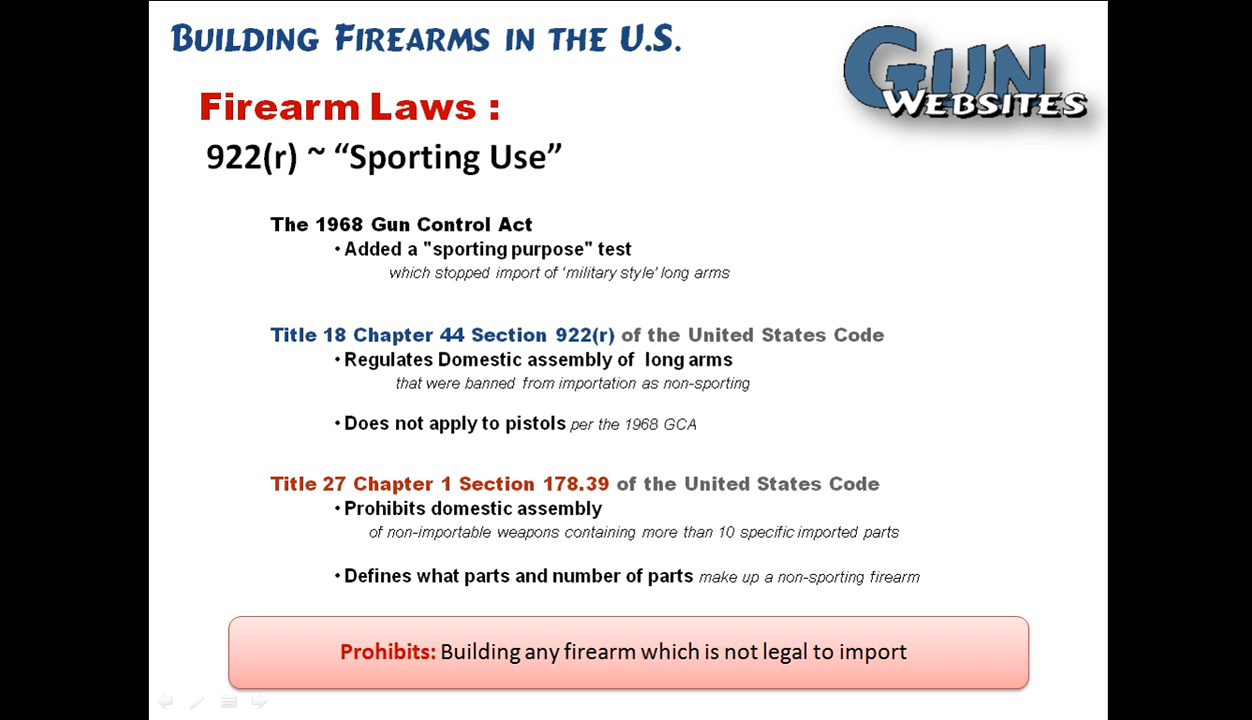 BUILDING FIREARMS IN THE U.S.
GUN
WEBSITES
Firearm Laws :
922(r) ~ “Sporting Use”
The 1968 Gun Control Act
• Added a "sporting purpose" test
which stopped import of ‘military style’ long arms
Title 18 Chapter 44 Section 922(r) of the United States Code
• Regulates Domestic assembly of long arms
that were banned from importation as non-sporting
• Does not apply to pistols per the 1968 GCA
Title 27 Chapter 1 Section 178.39 of the United States Code
• Prohibits domestic assembly
of non-importable weapons containing more than 10 specific imported parts
• Defines what parts and number of parts make up a non-sporting firearm
Prohibits: Building any firearm which is not legal to import